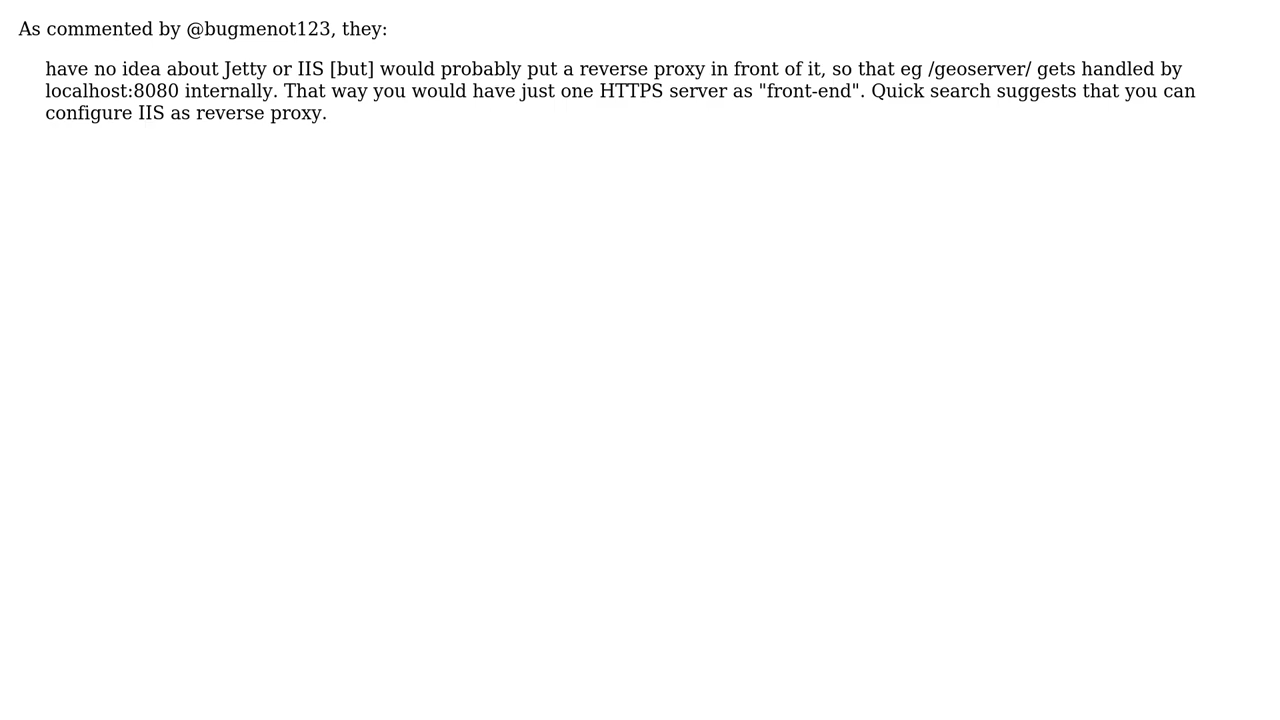 As commented by @bugmenot123, they:
have no idea about Jetty or IIS [but] would probably put a reverse proxy in front of it, so that eg /geoserver/ gets handled by
localhost:8080 internally. That way you would have just one HTTPS server as "front-end". Quick search suggests that you can
configure IIS as reverse proxy.